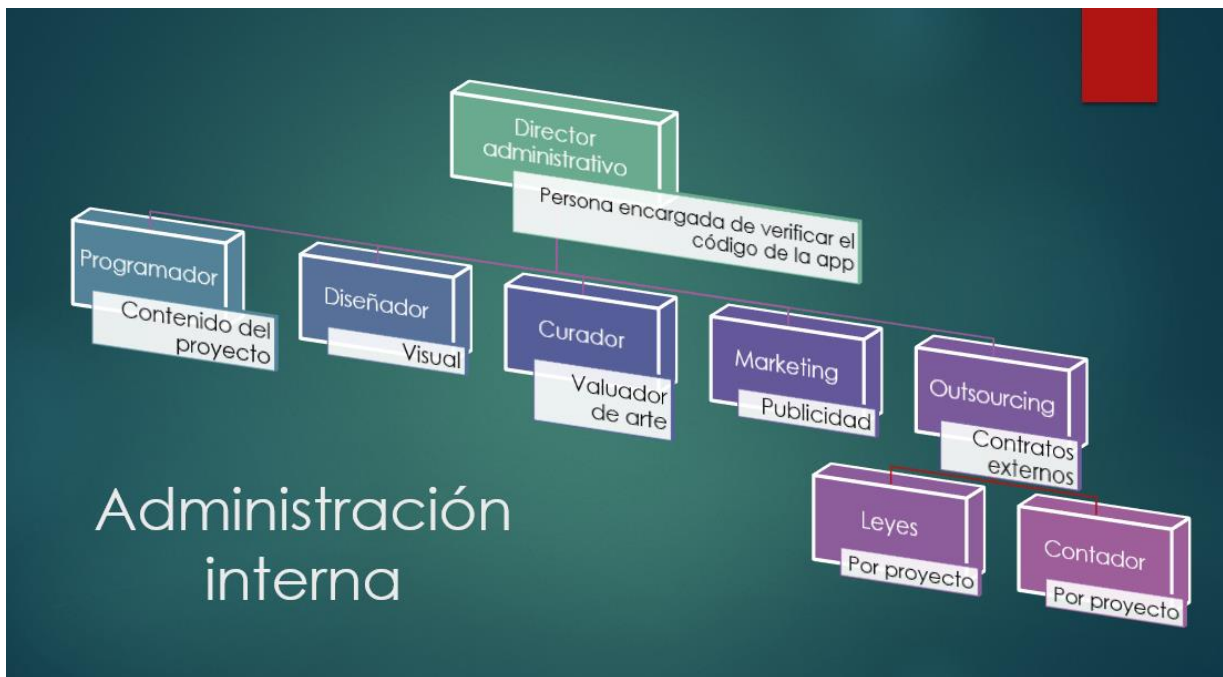 Director
administrativo
Persona encargada de verificar el
código de la app
Programador
Contenido del
proyecto
Diseñador
Visual
Curador
Valuador
de arte
Marketing
Publicidad
Outsourcing
Contratos
externos
Leyes
Por proyecto
Contador
Por proyecto
Administración
interna